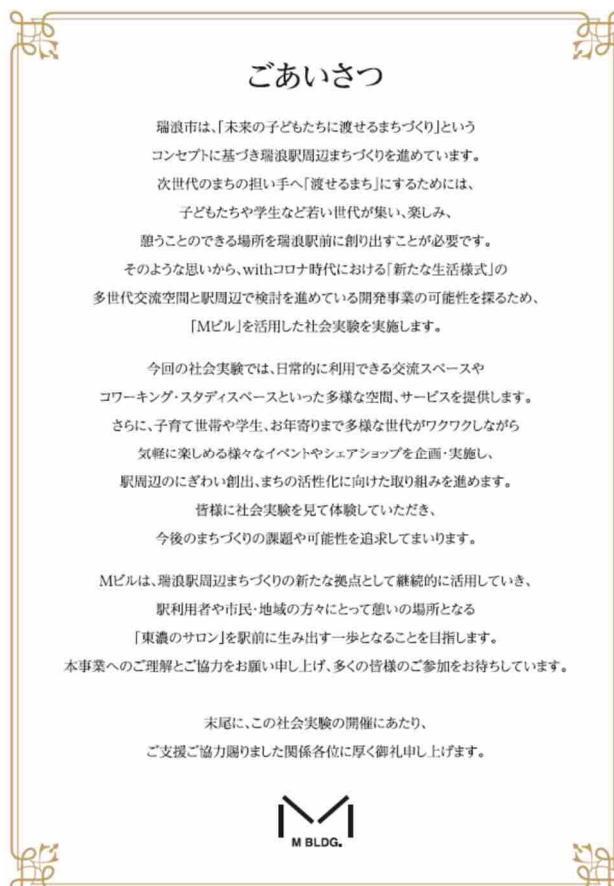 ごあいさつ
瑞浪市は、「未来の子どもたちに渡せるまちづくり」という
コンセプトに基づき瑞浪駅周辺まちづくりを進めています。
次世代のまちの担い手へ「渡せるまち」にするためには、
子どもたちや学生など若い世代が集い、楽しみ、
憩うことのできる場所を瑞浪駅前に創り出すことが必要です。
そのような思いから、withコロナ時代における「新たな生活様式」の
多世代交流空間と駅周辺で検討を進めている開発事業の可能性を探るため、
「Mビル」を活用した社会実験を実施します。
今回の社会実験では、日常的に利用できる交流スペースや
コワーキング・スタディスペースといった多様な空間、サービスを提供します。
さらに、子育て世帯や学生、お年寄りまで多様な世代がワクワクしながら
気軽に楽しめる様々なイベントやシェアショップを企画・実施し、
駅周辺のにぎわい創出、まちの活性化に向けた取り組みを進めます。
皆様に社会実験を見て体験していただき、
今後のまちづくりの課題や可能性を追求してまいります。
Mビルは、瑞浪駅周辺まちづくりの新たな拠点として継続的に活用していき、
駅利用者や市民・地域の方々にとって憩いの場所となる
「東濃のサロン」を駅前に生み出す一歩となることを目指します。
本事業へのご理解とご協力をお願い申し上げ、多くの皆様のご参加をお待ちしています。
末尾に、この社会実験の開催にあたり、
ご支援ご協力賜りました関係各位に厚く御礼申し上げます。
M
M BLDG.